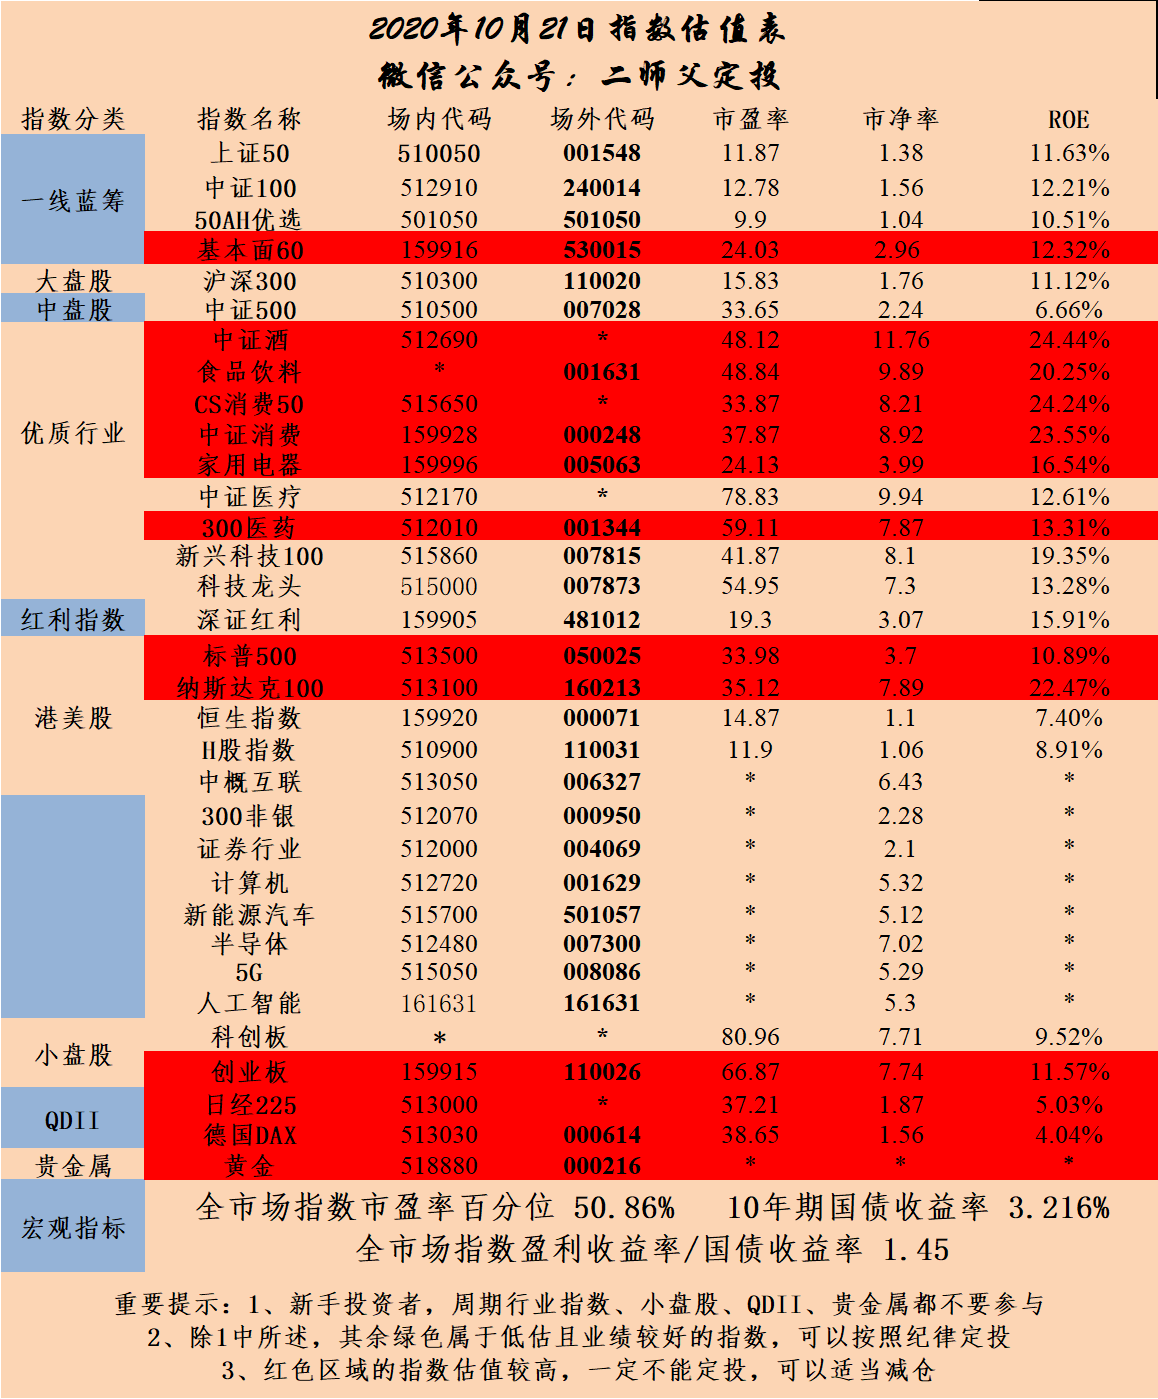 2020年10月21日指数估值表
微信公众号：二师父定投
指数分类 指数名称 场内代码 场外代码 市盈率 市净率 ROE
一线蓝筹
上证50 510050 001548 11.87 1.38 11.63%
中证100 512910 240014 12.78 1.56 12.21%
50AH优选 501050 501050 9.9 1.04 10.51%
基本面60 159916 530015 24.03 2.96 12.32%
大盘股 沪深300 510300 110020 15.83 1.76 11.12%
中盘股 中证500 510500 007028 33.65 2.24 6.66%
优质行业
中证酒 512690 * 48.12 11.76 24.44%
食品饮料 * 001631 48.84 9.89 20.25%
CS消费50 515650 * 33.87 8.21 24.24%
中证消费 159928 000248 37.87 8.92 23.55%
家用电器 159996 005063 24.13 3.99 16.54%
中证医疗 512170 * 78.83 9.94 12.61%
300医药 512010 001344 59.11 7.87 13.31%
新兴科技100 515860 007815 41.87 8.1 19.35%
科技龙头 515000 007873 54.95 7.3 13.28%
红利指数 深证红利 159905 481012 19.3 3.07 15.91%
港美股
标普500 513500 050025 33.98 3.7 10.89%
纳斯达克100 513100 160213 35.12 7.89 22.47%
恒生指数 159920 000071 14.87 1.1 7.40%
H股指数 510900 110031 11.9 1.06 8.91%
中概互联 513050 006327 * 6.43 *
300非银 512070 000950 * 2.28 *
证券行业 512000 004069 * 2.1 *
计算机 512720 001629 * 5.32 *
新能源汽车 515700 501057 * 5.12 *
半导体 512480 007300 * 7.02 *
5G 515050 008086 * 5.29 *
人工智能 161631 161631 * 5.3 *
小盘股
科创板 * * 80.96 7.71 9.52%
创业板 159915 110026 66.87 7.74 11.57%
QDII
日经225 513000 * 37.21 1.87 5.03%
德国DAX 513030 000614 38.65 1.56 4.04%
贵金属 黄金 518880 000216 * * *
宏观指标
全市场指数市盈率百分位 50.86% 10年期国债收益率 3.216%
全市场指数盈利收益率/国债收益率 1.45
重要提示：1、新手投资者，周期行业指数、小盘股、QDII、贵金属都不要参与
2、除1中所述，其余绿色属于低估且业绩较好的指数，可以按照纪律定投
3、红色区域的指数估值较高，一定不能定投，可以适当减仓